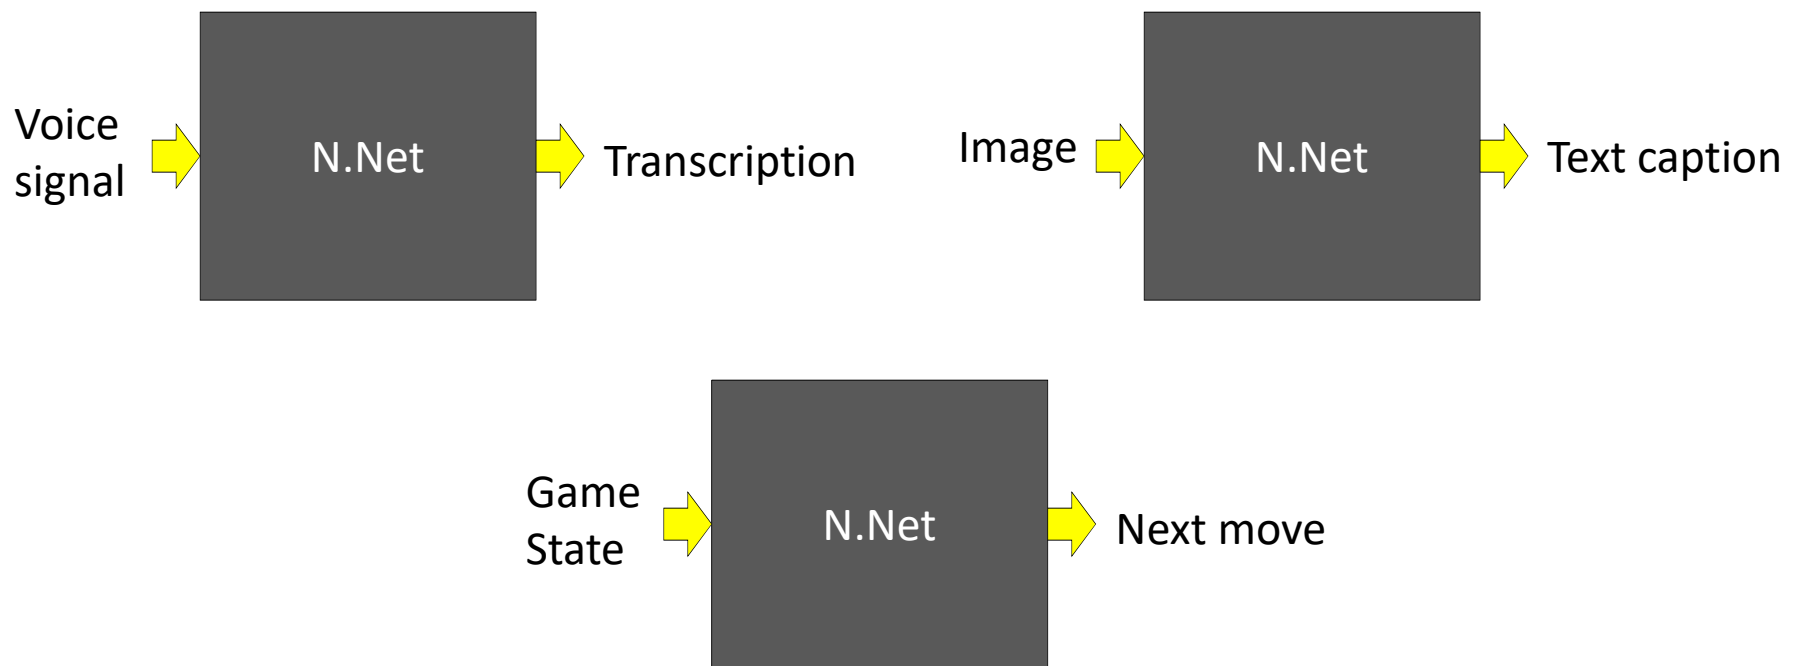 Voice
signal
N.Net
Transcription
Image
N.Net
Text caption
Game
State
N.Net
Next move